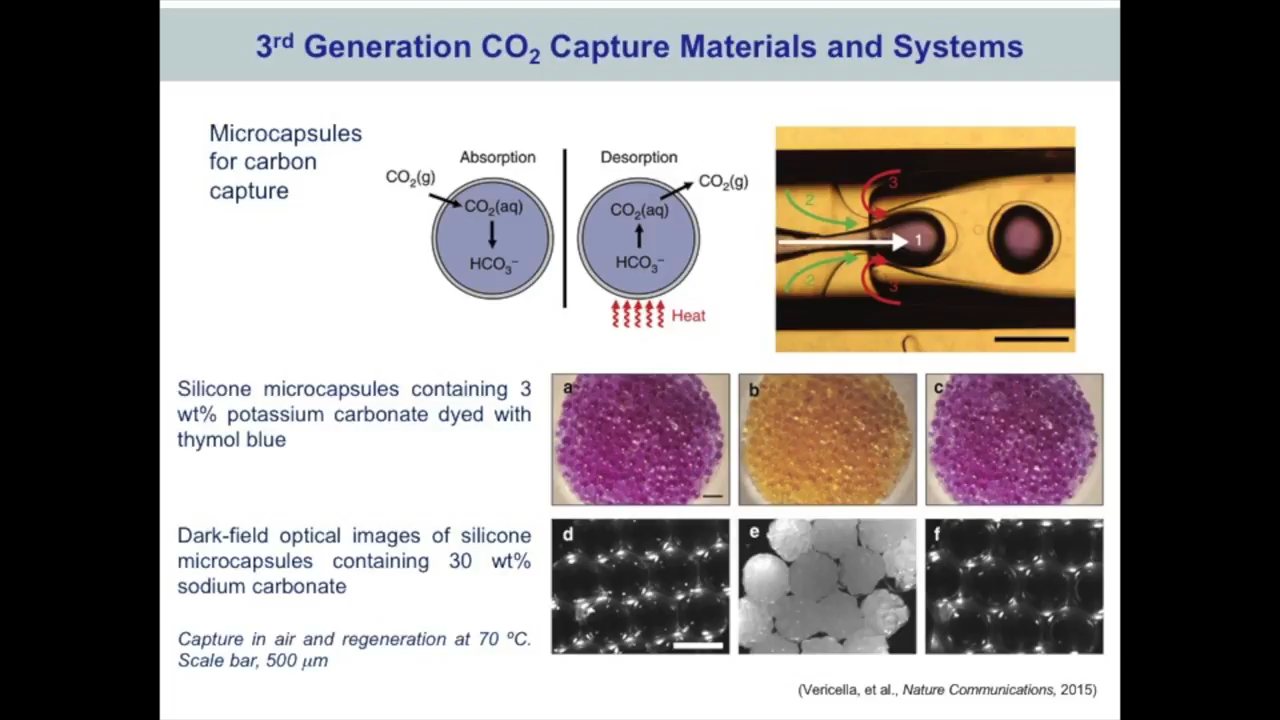 3rd Generation CO₂ Capture Materials and Systems
Microcapsules
for carbon
capture
Absorption
CO₂(g)
CO₂(aq)
HCO₃⁻
Desorption
CO₂(g)
CO₂(aq)
HCO₃⁻
Heat
2
3
1
2
3
Silicone microcapsules containing 3
wt% potassium carbonate dyed with
thymol blue
a
b
c
Dark-field optical images of silicone
microcapsules containing 30 wt%
sodium carbonate
d
e
f
Capture in air and regeneration at 70 ºC.
Scale bar, 500 μm
(Vericella, et al., Nature Communications, 2015)